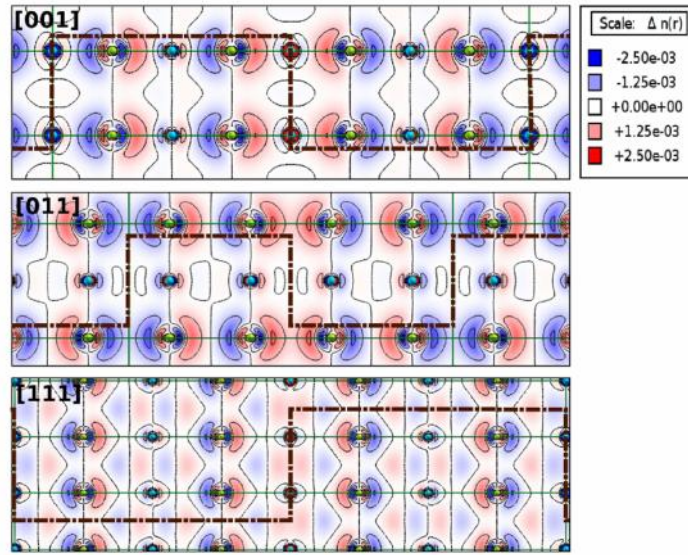 [001]
Scale: Δ n(r)
-2.50e-03
-1.25e-03
+0.00e+00
+1.25e-03
+2.50e-03
[011]
[111]